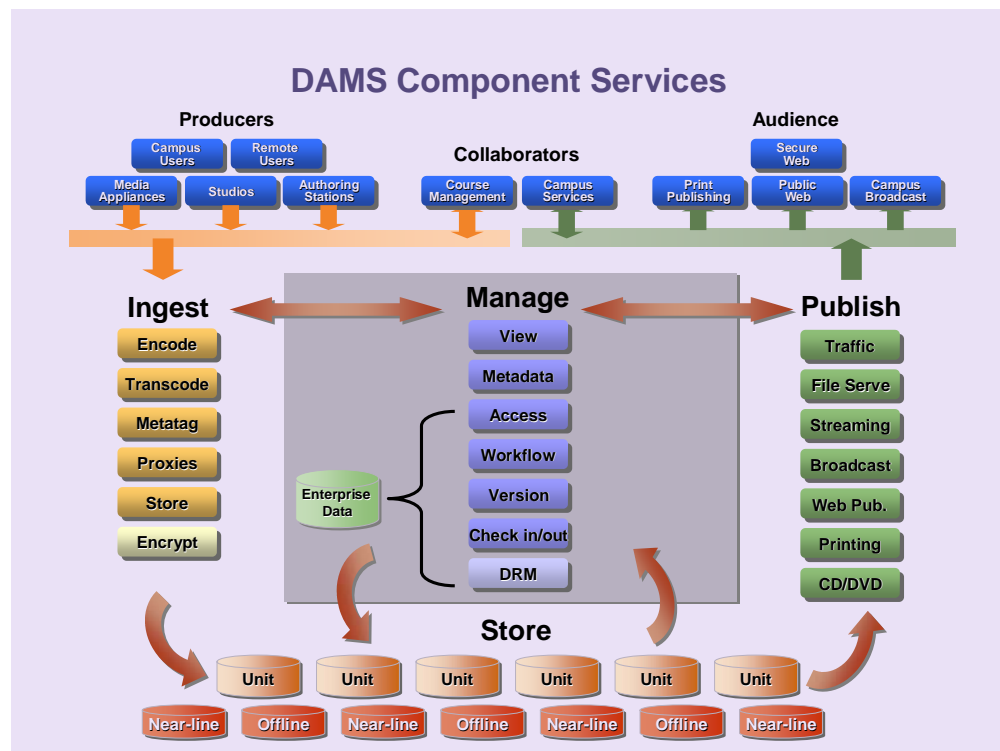 DAMS Component Services
Producers
Audience
Collaborators
Campus
Users
Remote
Users
Secure
Web
Media
Appliances
Studios
Authoring
Stations
Course
Management
Campus
Services
Print
Publishing
Public
Web
Campus
Broadcast
Ingest
Encode
Transcode
Metatag
Proxies
Store
Encrypt
Manage
View
Metadata
Access
Workflow
Version
Check in/out
DRM
Enterprise
Data
Publish
Traffic
File Serve
Streaming
Broadcast
Web Pub.
Printing
CD/DVD
Store
Unit Unit Unit Unit Unit Unit
Near-line Offline Near-line Offline Near-line Offline Near-line